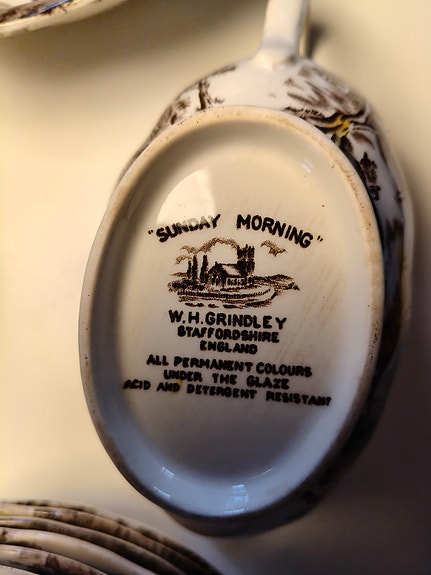 "SUNDAY MORNING"
W.H.GRINDLEY
STAFFORDSHIRE
ENGLAND
ALL PERMANENT COLOURS
UNDER THE GLAZE
ACID AND DETERGENT RESISTANT